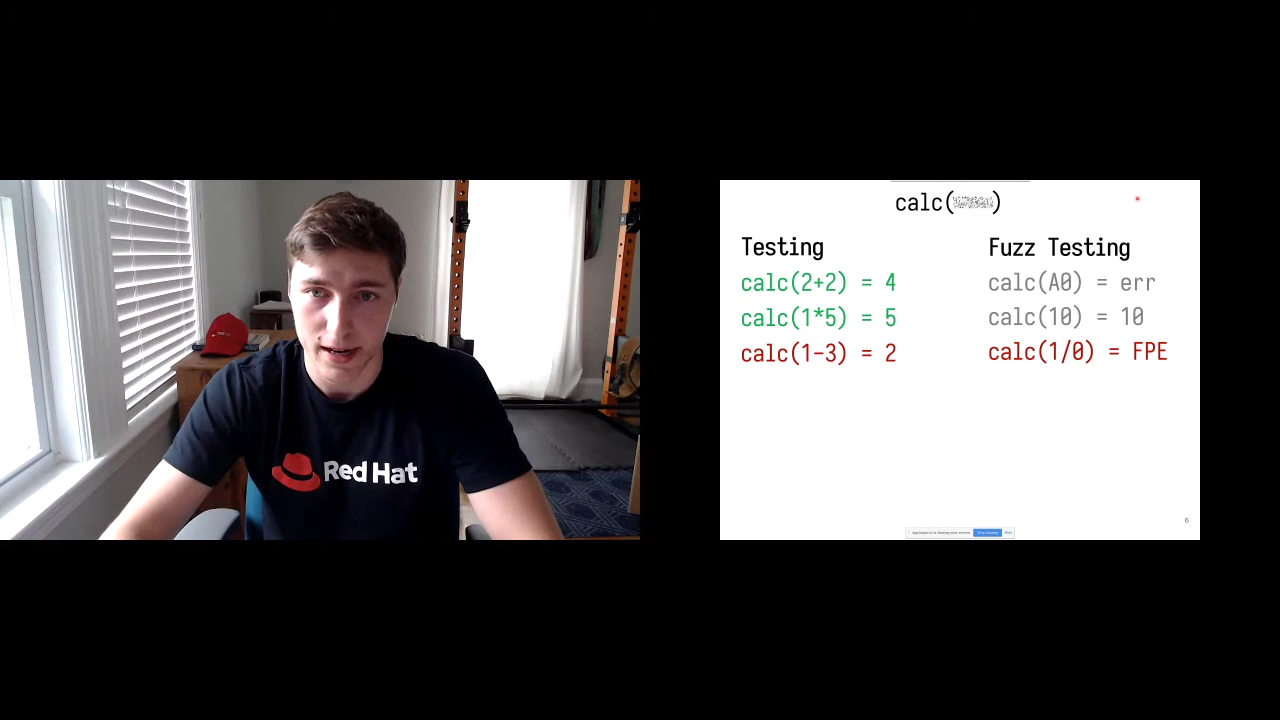 Red Hat
calc( )
Testing
calc(2+2) = 4
calc(1*5) = 5
calc(1-3) = 2
Fuzz Testing
calc(A0) = err
calc(10) = 10
calc(1/0) = FPE
6